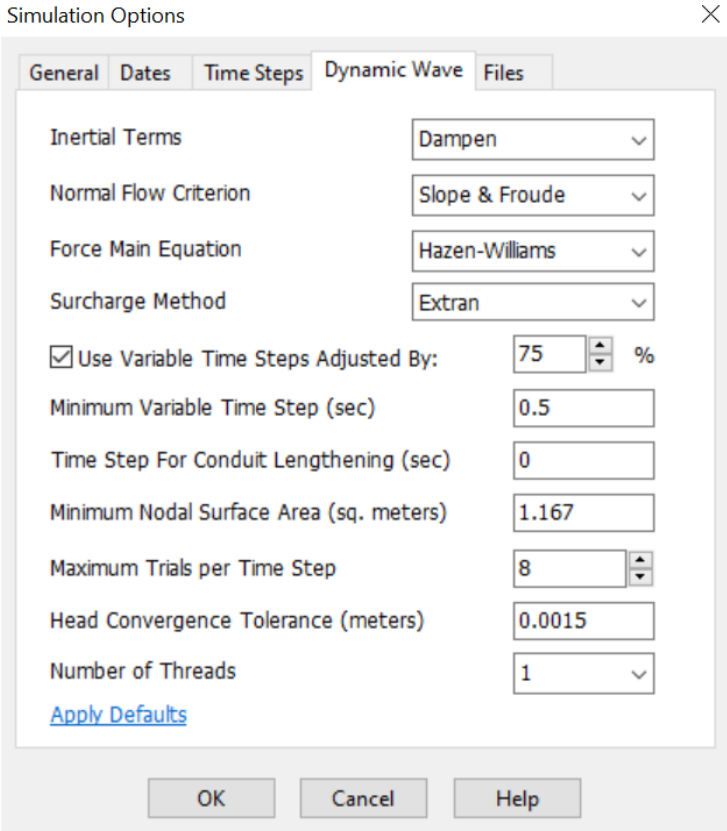 Simulation Options
General Dates Time Steps Dynamic Wave Files
Inertial Terms Dampen
Normal Flow Criterion Slope & Froude
Force Main Equation Hazen-Williams
Surcharge Method Extran
Use Variable Time Steps Adjusted By: 75 %
Minimum Variable Time Step (sec) 0.5
Time Step For Conduit Lengthening (sec) 0
Minimum Nodal Surface Area (sq. meters) 1.167
Maximum Trials per Time Step 8
Head Convergence Tolerance (meters) 0.0015
Number of Threads 1
Apply Defaults
OK Cancel Help